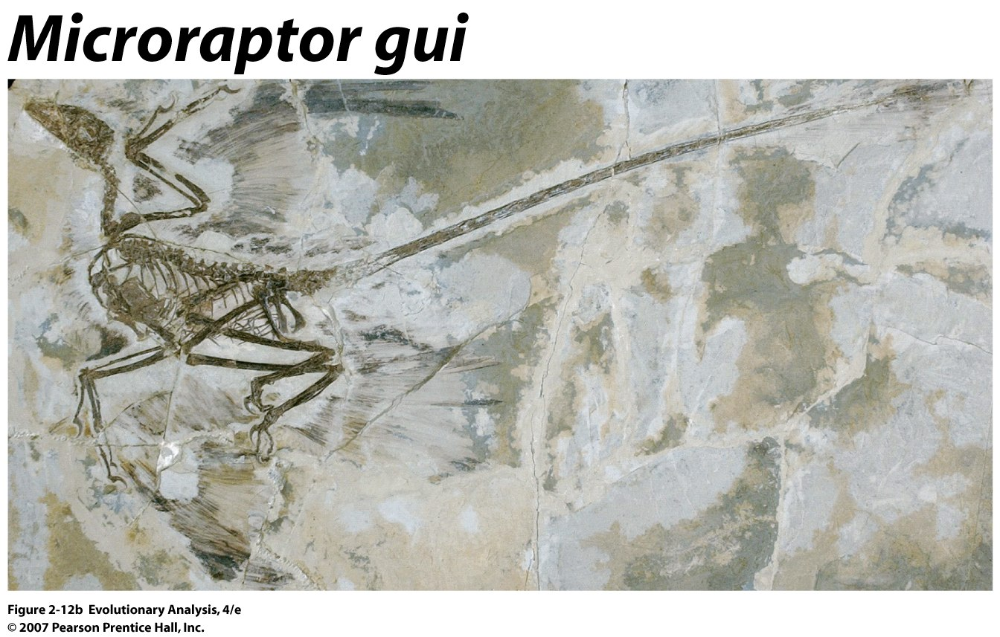 Microraptor gui
Figure 2-12b Evolutionary Analysis, 4/e
© 2007 Pearson Prentice Hall, Inc.